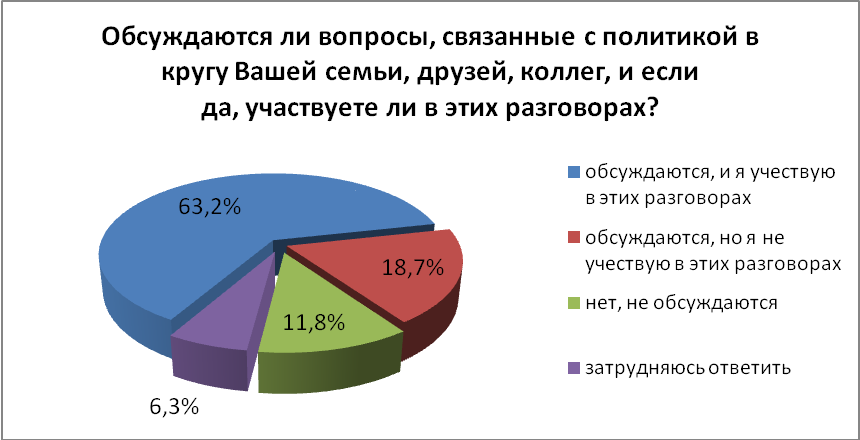 Обсуждаются ли вопросы, связанные с политикой в
кругу Вашей семьи, друзей, коллег, и если
да, участвуете ли в этих разговорах?
63,2%
18,7%
11,8%
6,3%
обсуждаются, и я учествую
в этих разговорах
обсуждаются, но я не
учествую в этих разговорах
нет, не обсуждаются
затрудняюсь ответить